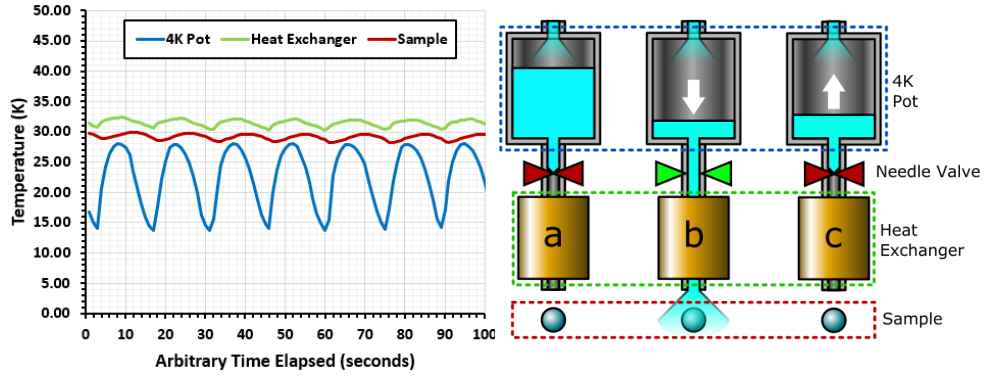 50.00
45.00
40.00
35.00
30.00
25.00
20.00
15.00
10.00
5.00
0.00
Temperature (K)
4K Pot Heat Exchanger Sample
0 10 20 30 40 50 60 70 80 90 100
Arbitrary Time Elapsed (seconds)
4K
Pot
Needle Valve
a b c
Heat
Exchanger
Sample